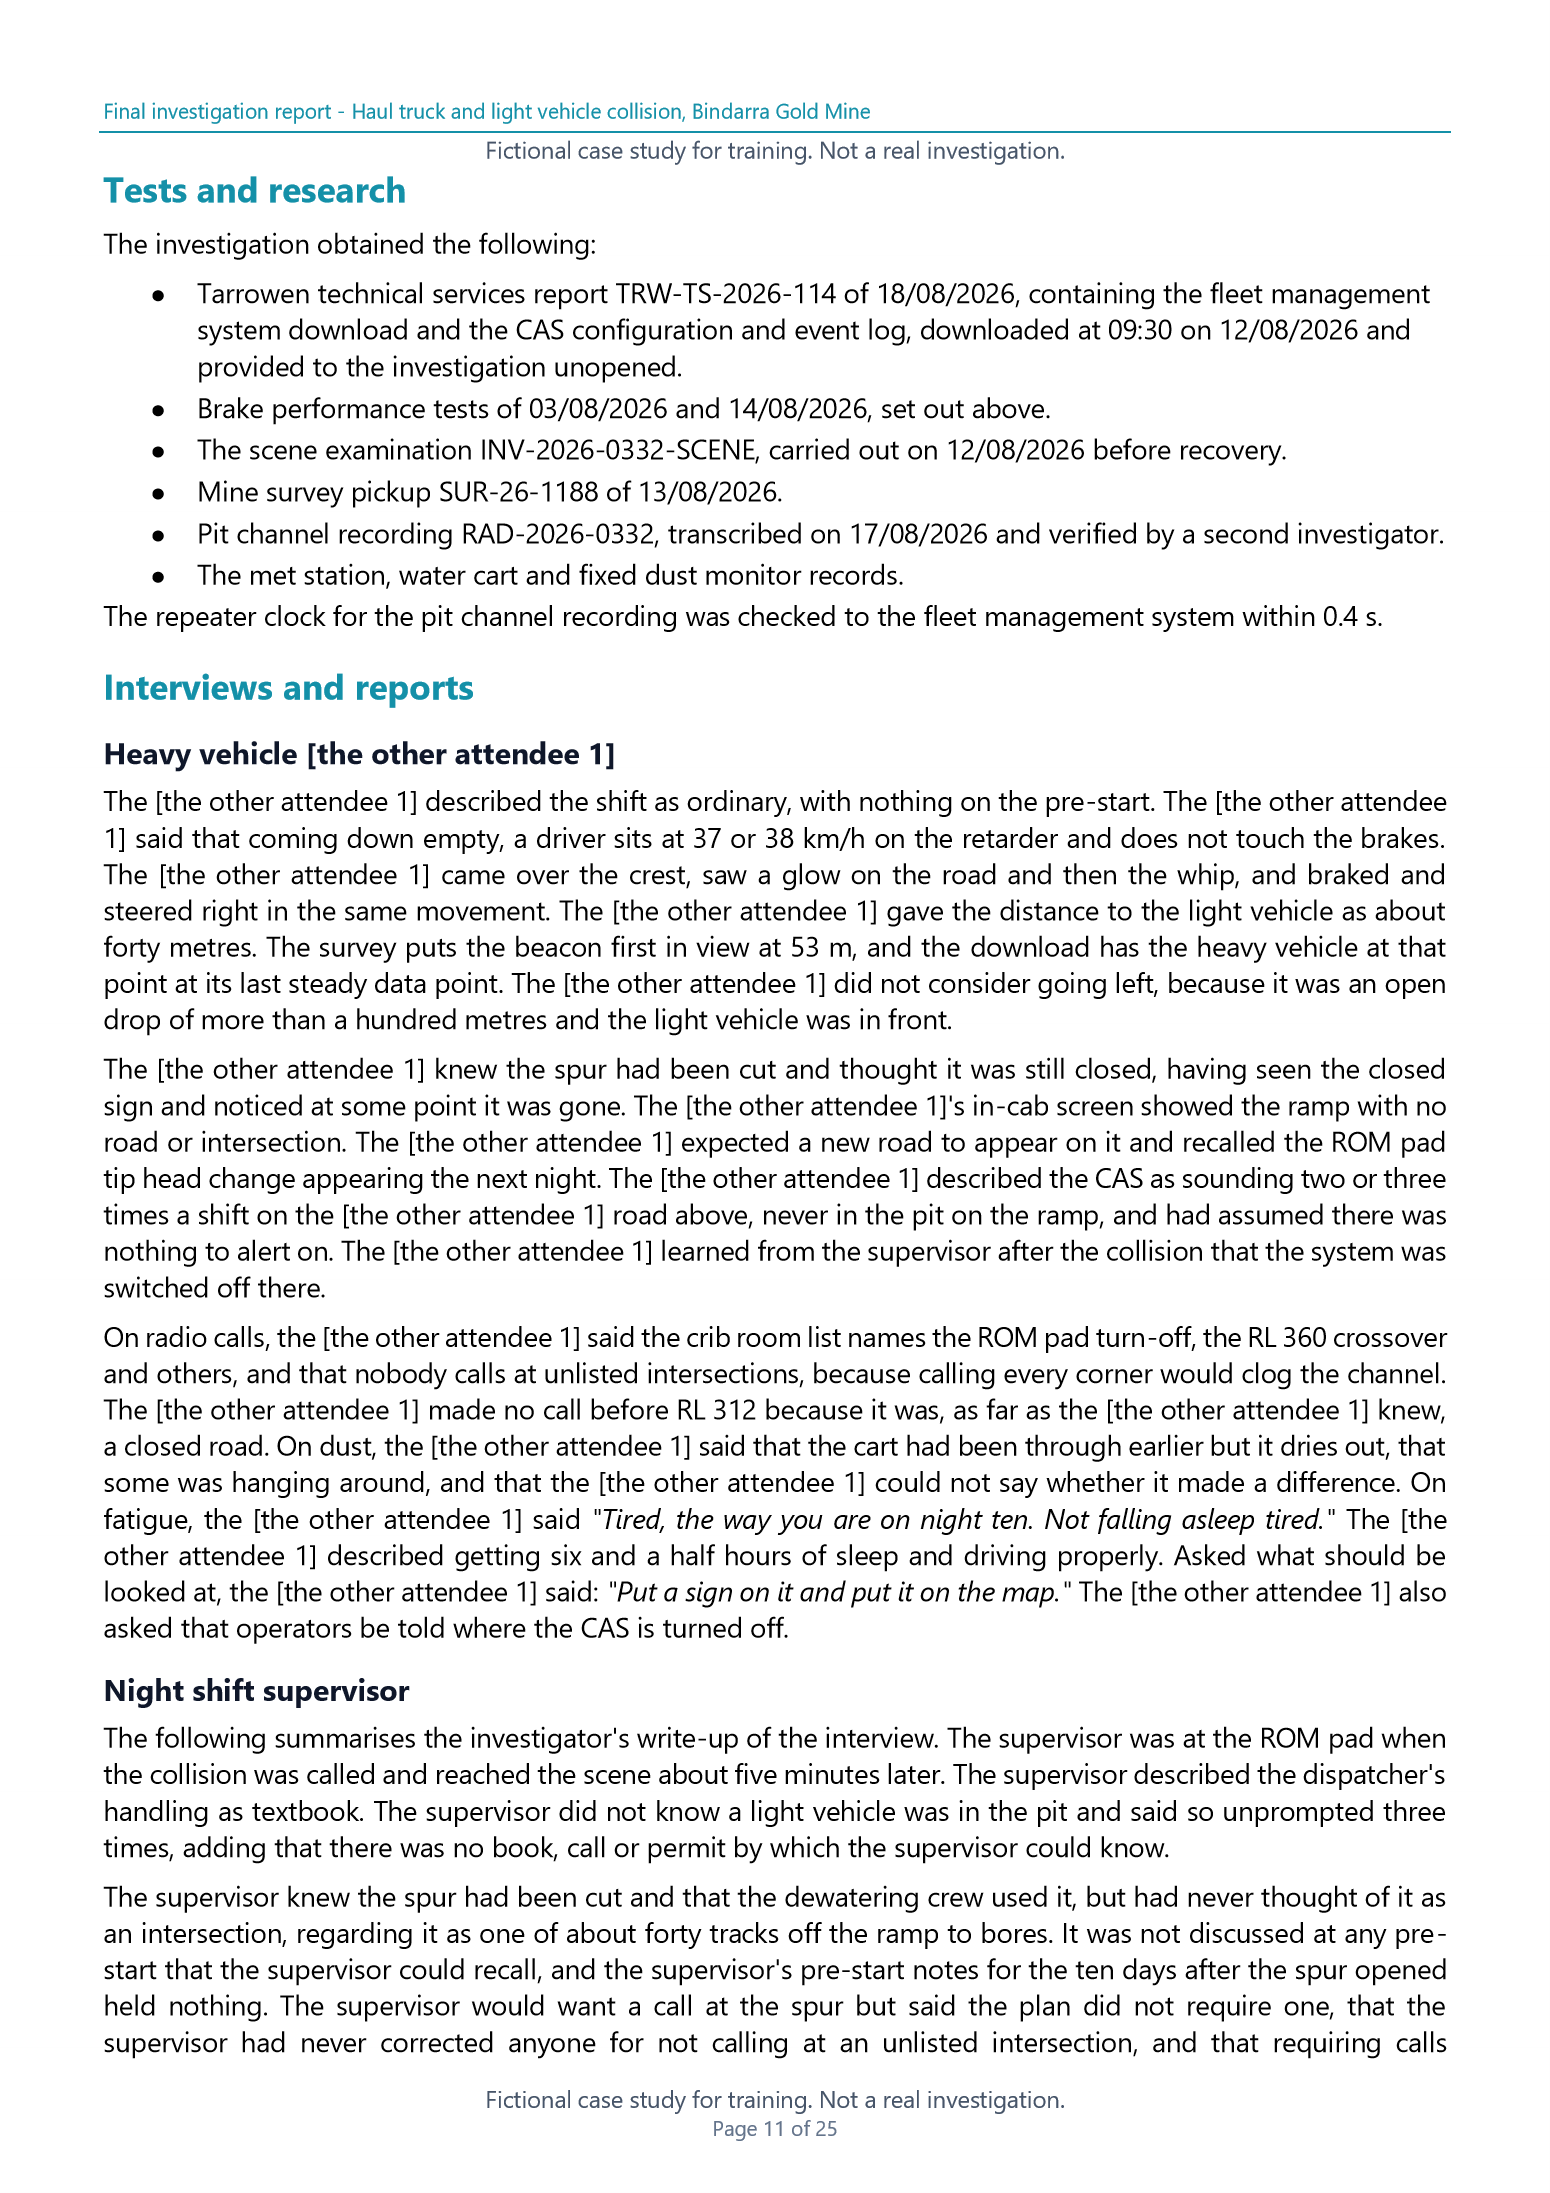 Final investigation report - Haul truck and light vehicle collision, Bindarra Gold Mine
Fictional case study for training. Not a real investigation.
Tests and research
The investigation obtained the following:
● Tarrowen technical services report TRW-TS-2026-114 of 18/08/2026, containing the fleet management
system download and the CAS configuration and event log, downloaded at 09:30 on 12/08/2026 and
provided to the investigation unopened.
● Brake performance tests of 03/08/2026 and 14/08/2026, set out above.
● The scene examination INV-2026-0332-SCENE, carried out on 12/08/2026 before recovery.
● Mine survey pickup SUR-26-1188 of 13/08/2026.
● Pit channel recording RAD-2026-0332, transcribed on 17/08/2026 and verified by a second investigator.
● The met station, water cart and fixed dust monitor records.
The repeater clock for the pit channel recording was checked to the fleet management system within 0.4 s.
Interviews and reports
Heavy vehicle [the other attendee 1]
The [the other attendee 1] described the shift as ordinary, with nothing on the pre-start. The [the other attendee
1] said that coming down empty, a driver sits at 37 or 38 km/h on the retarder and does not touch the brakes.
The [the other attendee 1] came over the crest, saw a glow on the road and then the whip, and braked and
steered right in the same movement. The [the other attendee 1] gave the distance to the light vehicle as about
forty metres. The survey puts the beacon first in view at 53 m, and the download has the heavy vehicle at that
point at its last steady data point. The [the other attendee 1] did not consider going left, because it was an open
drop of more than a hundred metres and the light vehicle was in front.
The [the other attendee 1] knew the spur had been cut and thought it was still closed, having seen the closed
sign and noticed at some point it was gone. The [the other attendee 1]'s in-cab screen showed the ramp with no
road or intersection. The [the other attendee 1] expected a new road to appear on it and recalled the ROM pad
tip head change appearing the next night. The [the other attendee 1] described the CAS as sounding two or three
times a shift on the [the other attendee 1] road above, never in the pit on the ramp, and had assumed there was
nothing to alert on. The [the other attendee 1] learned from the supervisor after the collision that the system was
switched off there.
On radio calls, the [the other attendee 1] said the crib room list names the ROM pad turn-off, the RL 360 crossover
and others, and that nobody calls at unlisted intersections, because calling every corner would clog the channel.
The [the other attendee 1] made no call before RL 312 because it was, as far as the [the other attendee 1] knew,
a closed road. On dust, the [the other attendee 1] said that the cart had been through earlier but it dries out, that
some was hanging around, and that the [the other attendee 1] could not say whether it made a difference. On
fatigue, the [the other attendee 1] said "Tired, the way you are on night ten. Not falling asleep tired." The [the
other attendee 1] described getting six and a half hours of sleep and driving properly. Asked what should be
looked at, the [the other attendee 1] said: "Put a sign on it and put it on the map." The [the other attendee 1] also
asked that operators be told where the CAS is turned off.
Night shift supervisor
The following summarises the investigator's write-up of the interview. The supervisor was at the ROM pad when
the collision was called and reached the scene about five minutes later. The supervisor described the dispatcher's
handling as textbook. The supervisor did not know a light vehicle was in the pit and said so unprompted three
times, adding that there was no book, call or permit by which the supervisor could know.
The supervisor knew the spur had been cut and that the dewatering crew used it, but had never thought of it as
an intersection, regarding it as one of about forty tracks off the ramp to bores. It was not discussed at any pre-
start that the supervisor could recall, and the supervisor's pre-start notes for the ten days after the spur opened
held nothing. The supervisor would want a call at the spur but said the plan did not require one, that the
supervisor had never corrected anyone for not calling at an unlisted intersection, and that requiring calls
Fictional case study for training. Not a real investigation.
Page 11 of 25